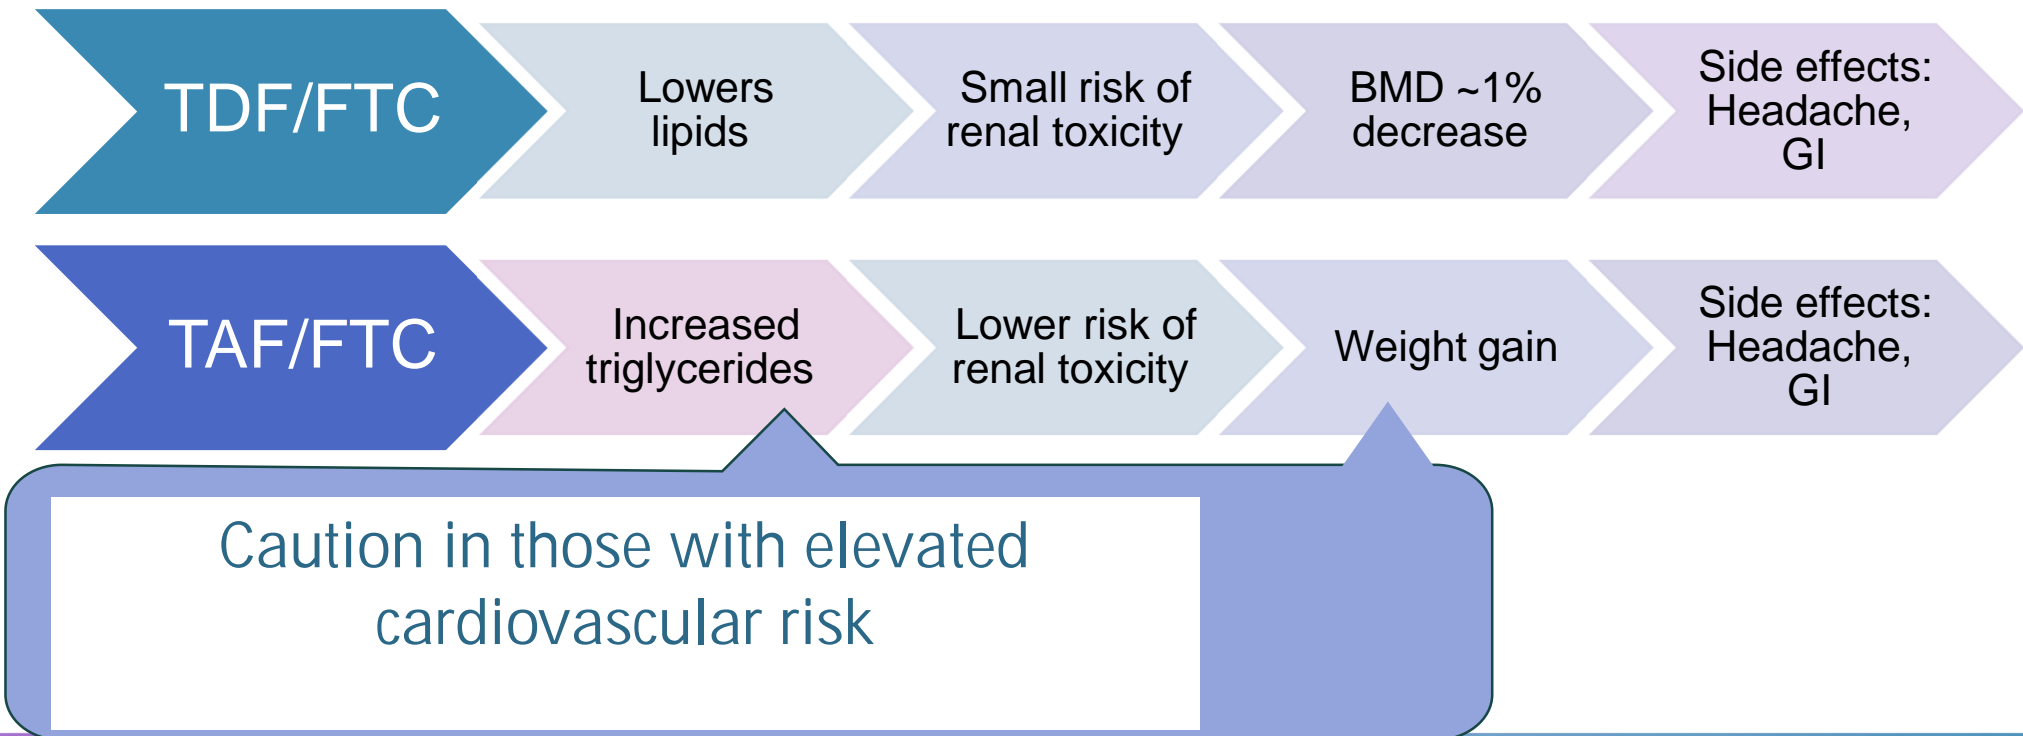 TDF/FTC
Lowers
lipids
Small risk of
renal toxicity
BMD ~1%
decrease
Side effects:
Headache,
GI
TAF/FTC
Increased
triglycerides
Lower risk of
renal toxicity
Weight gain
Side effects:
Headache,
GI
Caution in those with elevated
cardiovascular risk